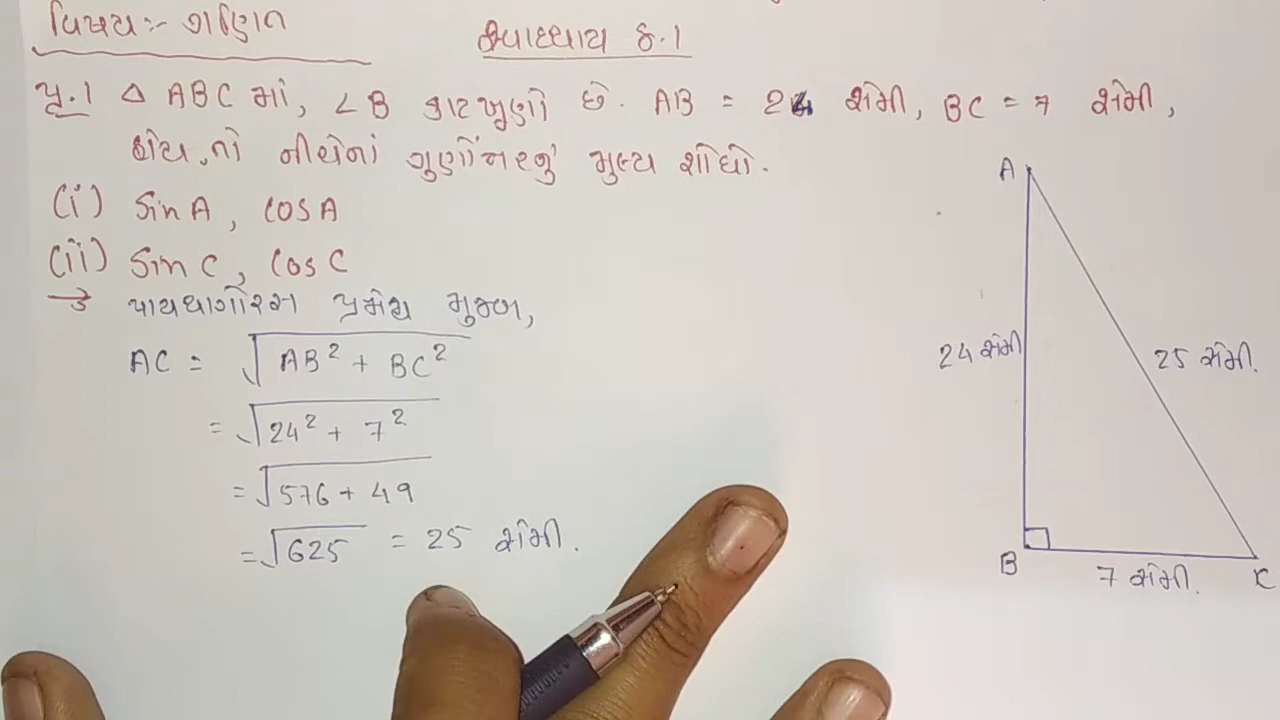 વિષય:- ગણિત
સ્વાધ્યાય 8.1
પ્ર.1 △ ABC માં, ∠B કાટખૂણો છે. AB = 24 સેમી, BC = 7 સેમી,
હોય, તો નીચેનાં ગુણોત્તરનું મુલ્ય શોધો.
(i) sin A, cos A
(ii) sin C, cos C
→ પાયથાગોરસ પ્રમેય મુજબ,
AC = √AB² + BC²
= √24² + 7²
= √576 + 49
= √625 = 25 સેમી.
A
24 સેમી
25 સેમી.
B
7 સેમી.
C